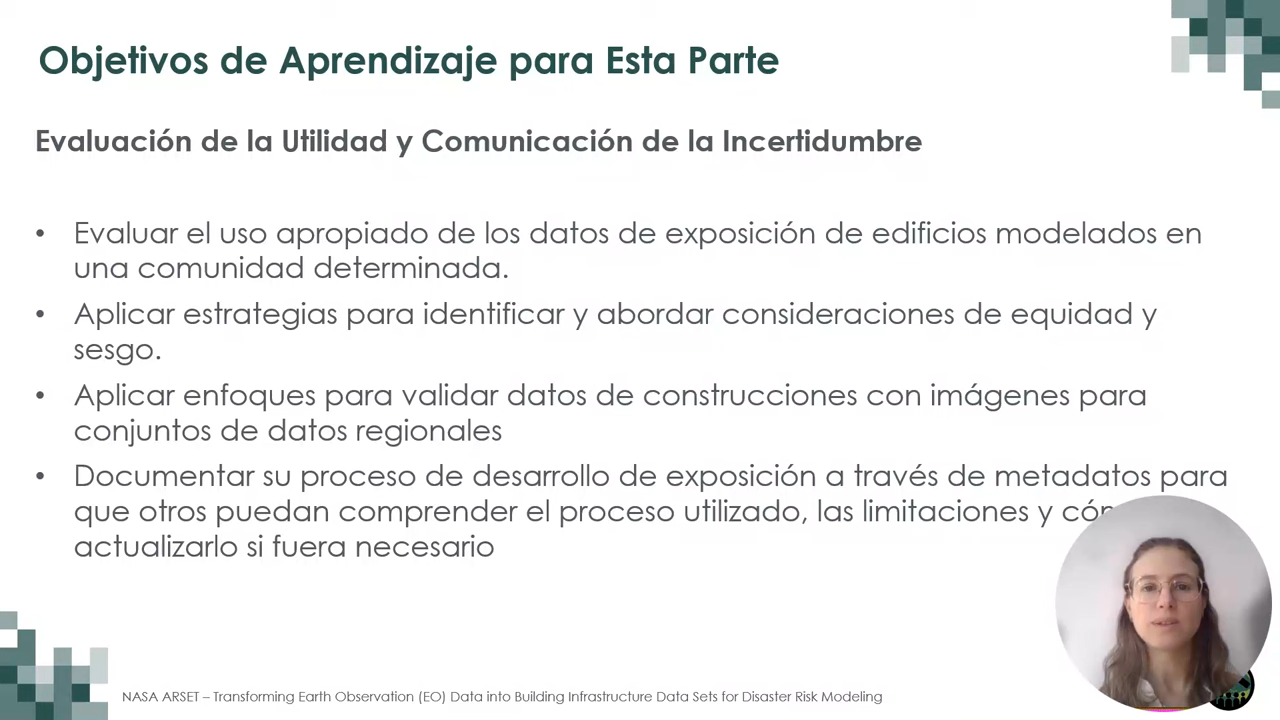 Objetivos de Aprendizaje para Esta Parte
Evaluación de la Utilidad y Comunicación de la Incertidumbre
• Evaluar el uso apropiado de los datos de exposición de edificios modelados en
una comunidad determinada.
• Aplicar estrategias para identificar y abordar consideraciones de equidad y
sesgo.
• Aplicar enfoques para validar datos de construcciones con imágenes para
conjuntos de datos regionales
• Documentar su proceso de desarrollo de exposición a través de metadatos para
que otros puedan comprender el proceso utilizado, las limitaciones y
actualizarlo si fuera necesario
NASA ARSET – Transforming Earth Observation (EO) Data into Building Infrastructure Data Sets for Disaster Risk Modeling